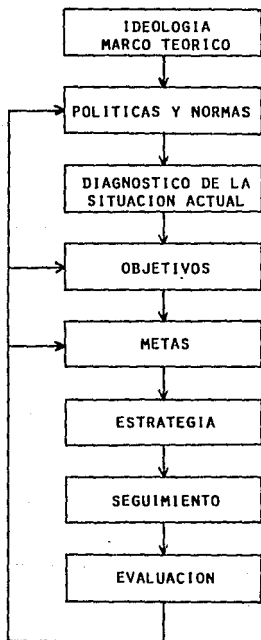 IDEOLOGIA
MARCO TEORICO
POLITICAS Y NORMAS
DIAGNOSTICO DE LA
SITUACION ACTUAL
OBJETIVOS
METAS
ESTRATEGIA
SEGUIMIENTO
EVALUACION